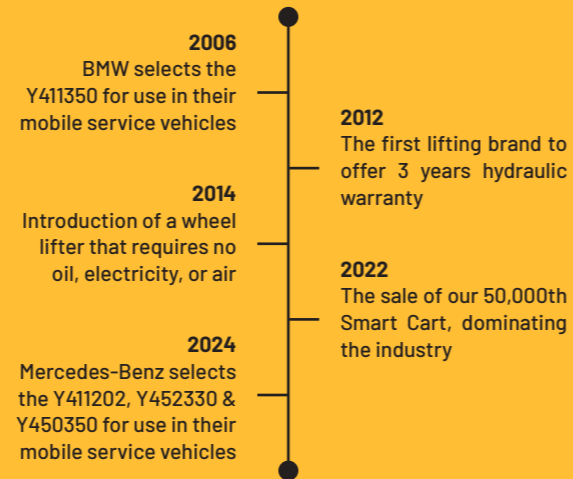 2006
BMW selects the
Y411350 for use in their
mobile service vehicles
2012
The first lifting brand to
offer 3 years hydraulic
warranty
2014
Introduction of a wheel
lifter that requires no
oil, electricity, or air
2022
The sale of our 50,000th
Smart Cart, dominating
the industry
2024
Mercedes-Benz selects
the Y411202, Y452330 &
Y450350 for use in their
mobile service vehicles